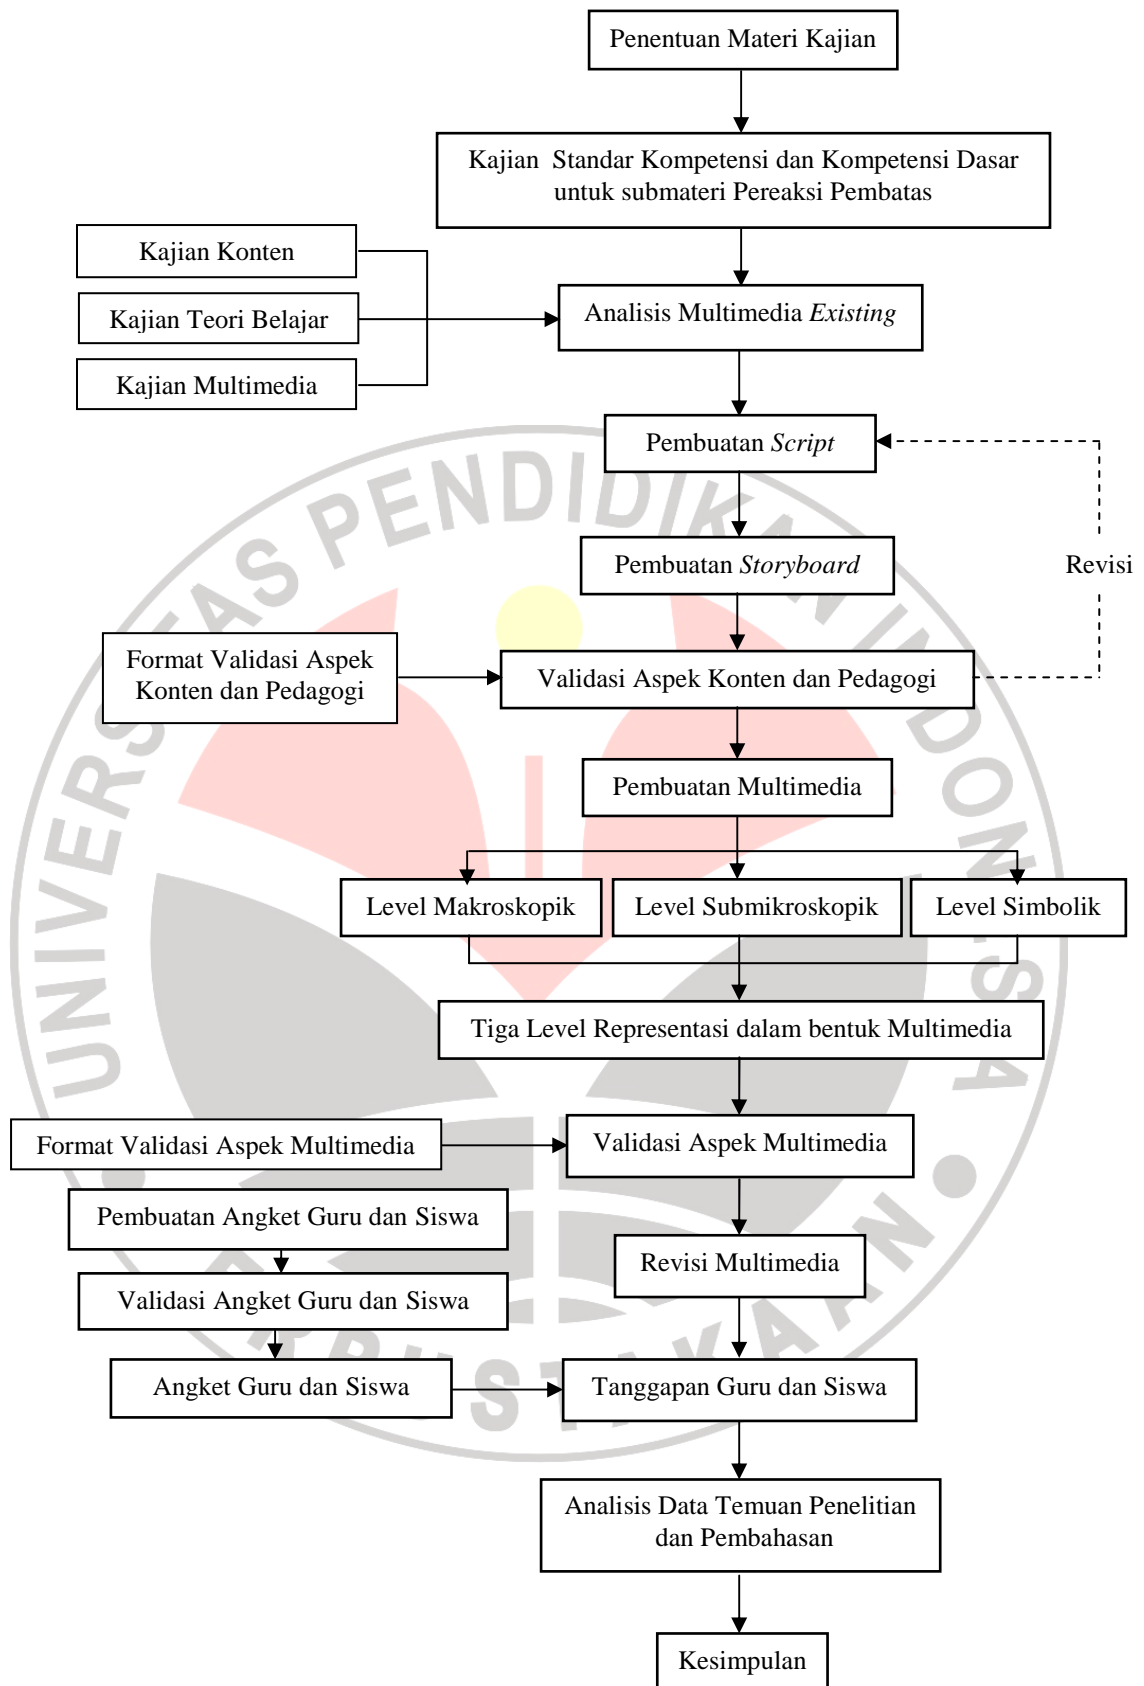 Penentuan Materi Kajian
Kajian Standar Kompetensi dan Kompetensi Dasar
untuk submateri Pereaksi Pembatas
Kajian Konten
Kajian Teori Belajar
Kajian Multimedia
Analisis Multimedia Existing
Pembuatan Script
Pembuatan Storyboard
Revisi
Format Validasi Aspek
Konten dan Pedagogi
Validasi Aspek Konten dan Pedagogi
Pembuatan Multimedia
Level Makroskopik
Level Submikroskopik
Level Simbolik
Tiga Level Representasi dalam bentuk Multimedia
Format Validasi Aspek Multimedia
Validasi Aspek Multimedia
Pembuatan Angket Guru dan Siswa
Revisi Multimedia
Validasi Angket Guru dan Siswa
Angket Guru dan Siswa
Tanggapan Guru dan Siswa
Analisis Data Temuan Penelitian
dan Pembahasan
Kesimpulan
UNIVERSITAS PENDIDIKAN INDONESIA
PERPUSTAKAAN